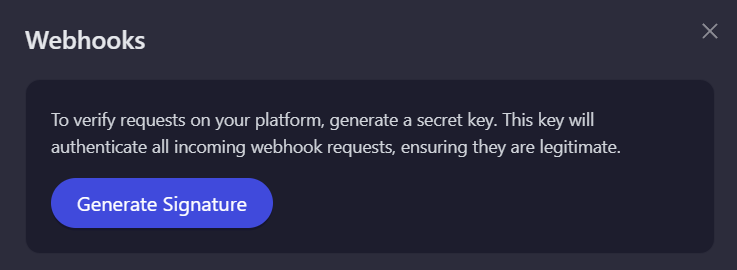 Webhooks
To verify requests on your platform, generate a secret key. This key will
authenticate all incoming webhook requests, ensuring they are legitimate.
Generate Signature